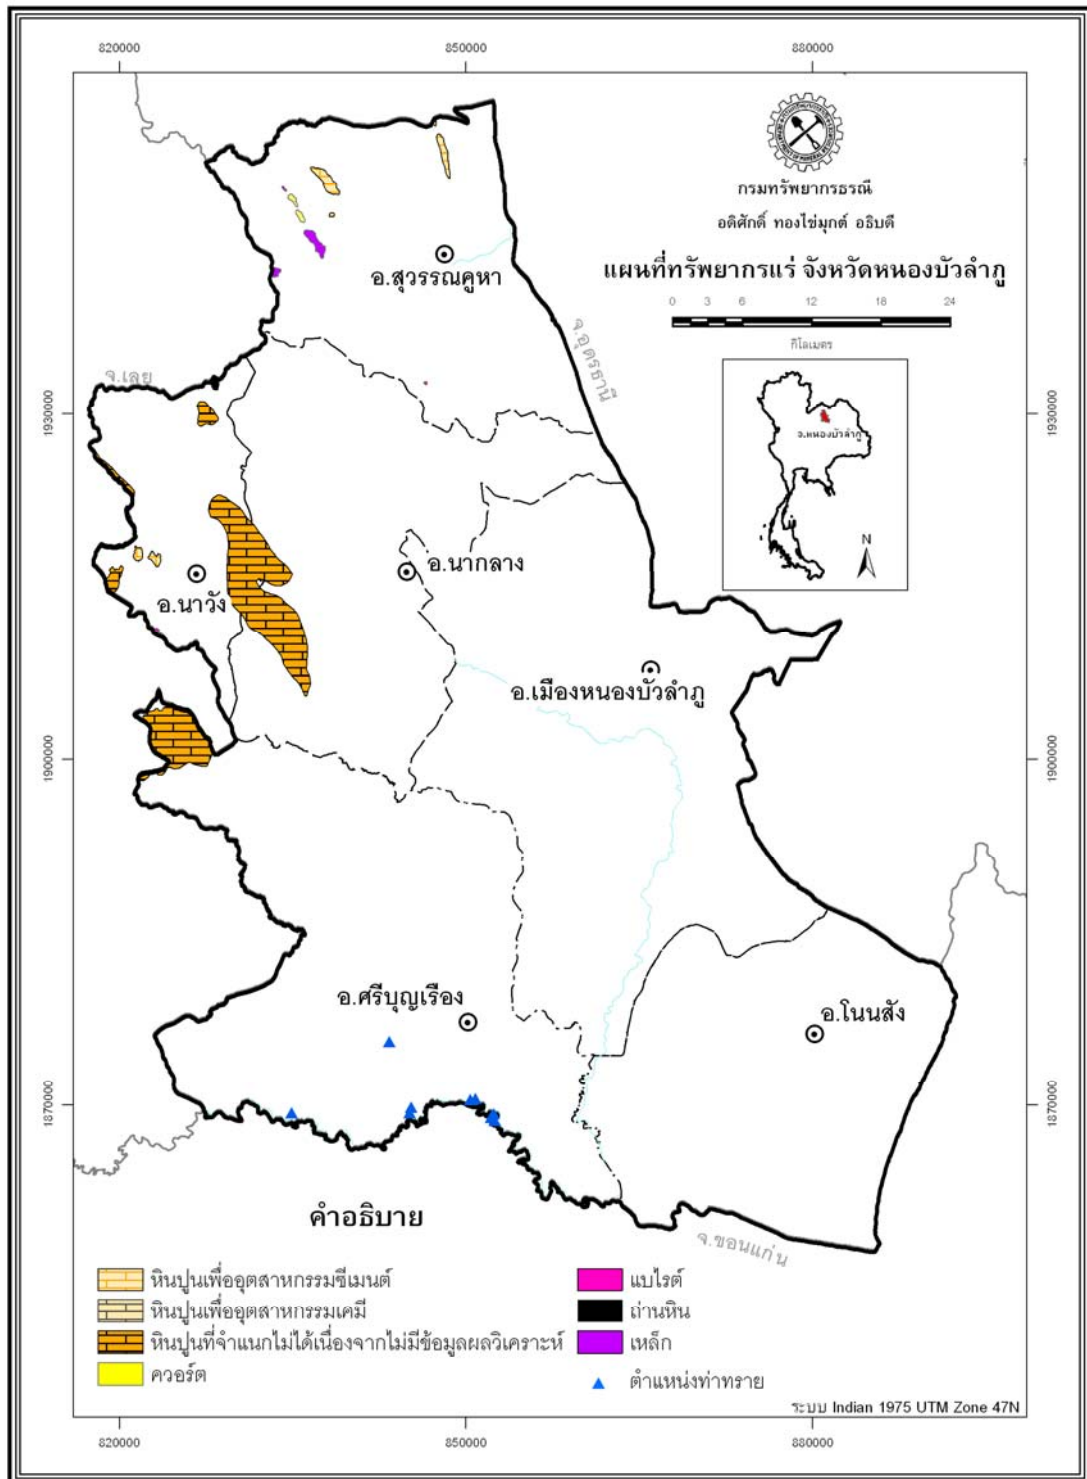 820000
850000
880000
กรมทรัพยากรธรณี
อดิศักดิ์ ทองไข่มุกต์ อธิบดี
แผนที่ทรัพยากรแร่ จังหวัดหนองบัวลำภู
0 3 6 12 18 24
กิโลเมตร
อ.สุวรรณคูหา
จ.อุดรธานี
จ.เลย
1930000
1930000
จ.หนองบัวลำภู
N
อ.นากลาง
อ.นาวัง
อ.เมืองหนองบัวลำภู
1900000
1900000
อ.ศรีบุญเรือง
อ.โนนสัง
1870000
1870000
จ.ขอนแก่น
คำอธิบาย
หินปูนเพื่ออุตสาหกรรมซีเมนต์
หินปูนเพื่ออุตสาหกรรมเคมี
หินปูนที่จำแนกไม่ได้เนื่องจากไม่มีข้อมูลผลวิเคราะห์
ควอร์ต
แบไรต์
ถ่านหิน
เหล็ก
ตำแหน่งท่าทราย
ระบบ Indian 1975 UTM Zone 47N
820000
850000
880000